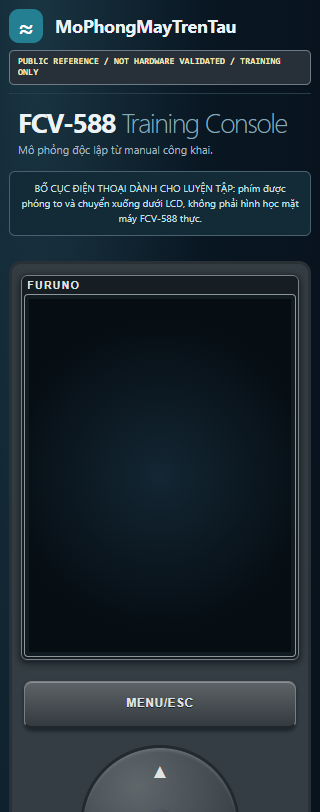 ≈ MoPhongMayTrenTau
PUBLIC REFERENCE / NOT HARDWARE VALIDATED / TRAINING
ONLY
FCV-588 Training Console
Mô phỏng độc lập từ manual công khai.
BỐ CỤC ĐIỆN THOẠI DÀNH CHO LUYỆN TẬP: phím được
phóng to và chuyển xuống dưới LCD, không phải hình học mặt
máy FCV-588 thực.
FURUNO
MENU/ESC
▲